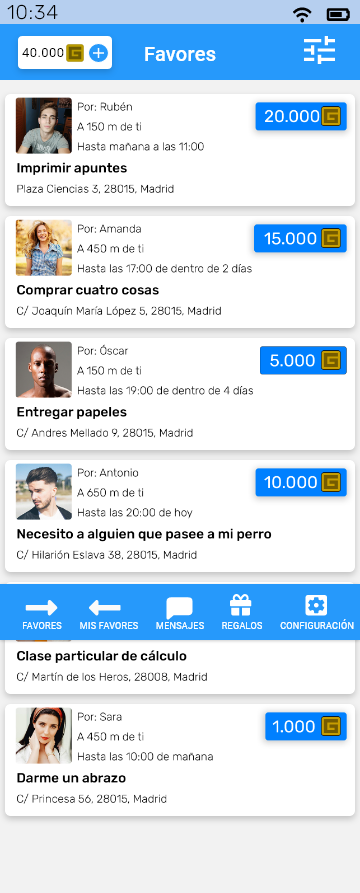 10:34
40.000 G
Favores
Por: Rubén
20.000 G
A 150 m de ti
Hasta mañana a las 11:00
Imprimir apuntes
Plaza Ciencias 3, 28015, Madrid
Por: Amanda
15.000 G
A 450 m de ti
Hasta las 17:00 de dentro de 2 días
Comprar cuatro cosas
C/ Joaquín María López 5, 28015, Madrid
Por: Óscar
5.000 G
A 150 m de ti
Hasta las 19:00 de dentro de 4 días
Entregar papeles
C/ Andres Mellado 9, 28015, Madrid
Por: Antonio
10.000 G
A 650 m de ti
Hasta las 20:00 de hoy
Necesito a alguien que pasee a mi perro
C/ Hilarión Eslava 38, 28015, Madrid
FAVORES MIS FAVORES MENSAJES REGALOS CONFIGURACIÓN
Clase particular de cálculo
C/ Martín de los Heros, 28008, Madrid
Por: Sara
1.000 G
A 450 m de ti
Hasta las 10:00 de mañana
Darme un abrazo
C/ Princesa 56, 28015, Madrid